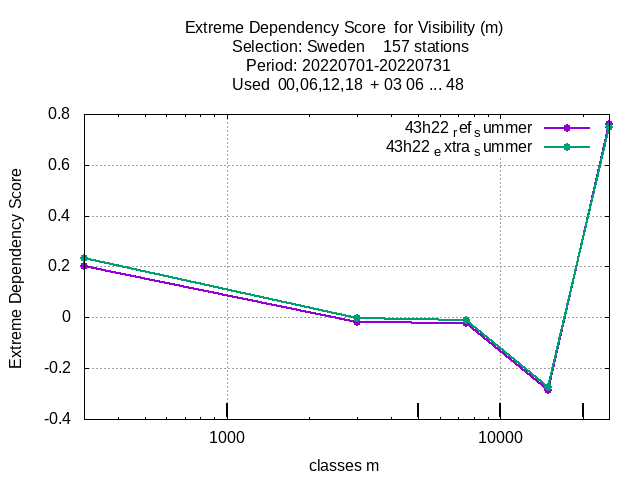 Extreme Dependency Score  for Visibility (m)
Selection: Sweden    157 stations
Period: 20220701-20220731
Used  00,06,12,18  + 03 06 ... 48
43h22 ref summer
43h22 extra summer
Extreme Dependency Score
0.8
0.6
0.4
0.2
0
-0.2
-0.4
1000
10000
classes m